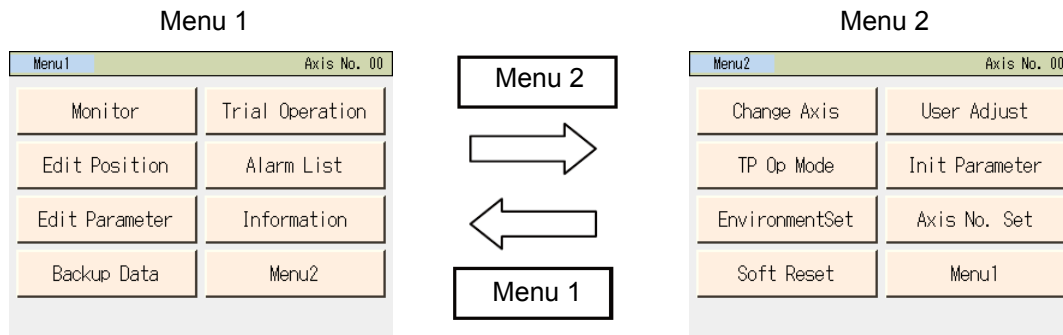 Menu 1
Menu 2
Menu1 Axis No. 00
Monitor Trial Operation
Edit Position Alarm List
Edit Parameter Information
Backup Data Menu2
Menu 2
Menu 1
Menu2 Axis No. 00
Change Axis User Adjust
TP Op Mode Init Parameter
EnvironmentSet Axis No. Set
Soft Reset Menu1